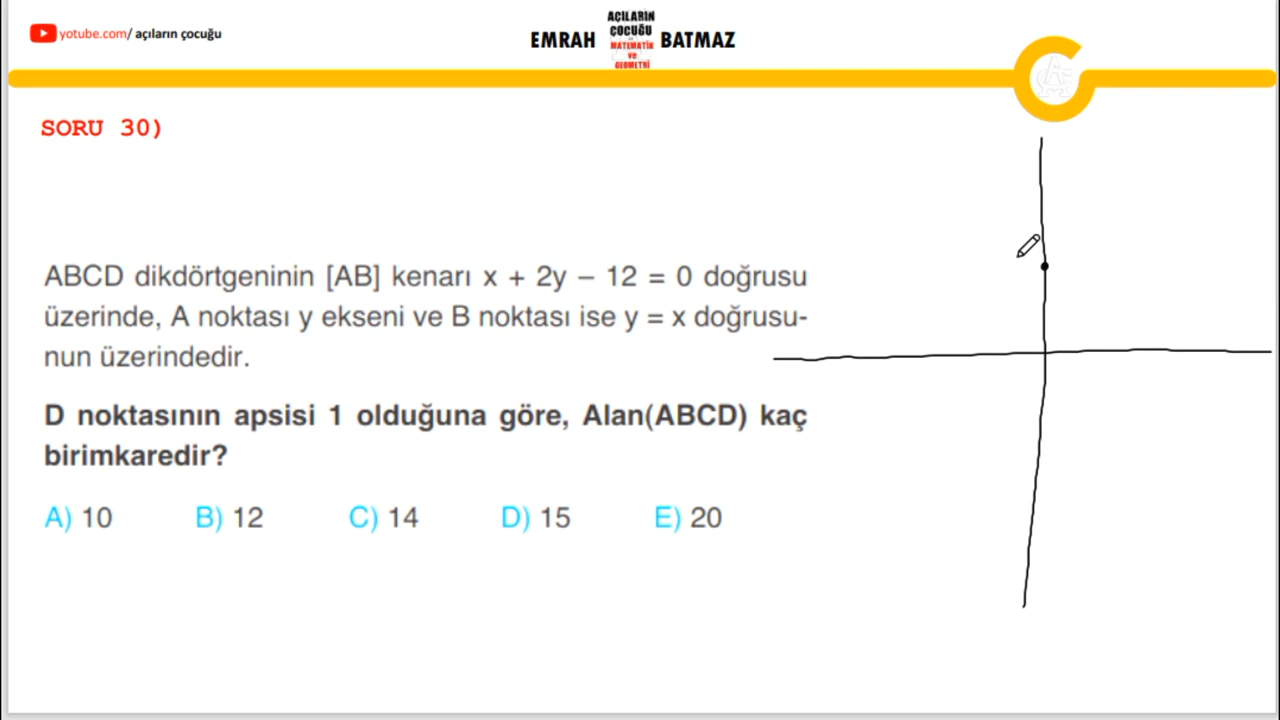 yotube.com/ açıların çocuğu
EMRAH
AÇILARIN
ÇOCUĞU
MATEMATİK
ve
GEOMETRİ
BATMAZ
SORU 30)
ABCD dikdörtgeninin [AB] kenarı x + 2y − 12 = 0 doğrusu
üzerinde, A noktası y ekseni ve B noktası ise y = x doğrusu-
nun üzerindedir.
D noktasının apsisi 1 olduğuna göre, Alan(ABCD) kaç
birimkaredir?
A) 10 B) 12 C) 14 D) 15 E) 20